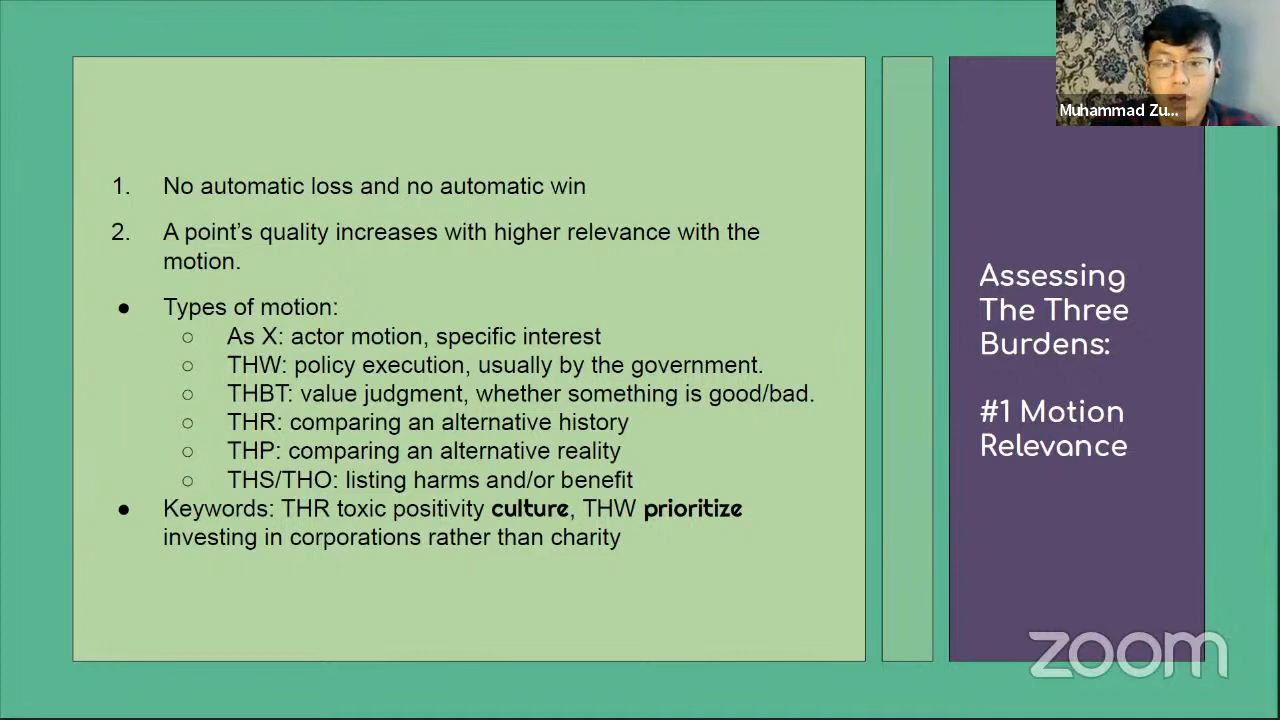 1. No automatic loss and no automatic win
2. A point’s quality increases with higher relevance with the
motion.
● Types of motion:
○ As X: actor motion, specific interest
○ THW: policy execution, usually by the government.
○ THBT: value judgment, whether something is good/bad.
○ THR: comparing an alternative history
○ THP: comparing an alternative reality
○ THS/THO: listing harms and/or benefit
● Keywords: THR toxic positivity culture, THW prioritize
investing in corporations rather than charity
Assessing
The Three
Burdens:
#1 Motion
Relevance
Muhammad Zu...
zoom